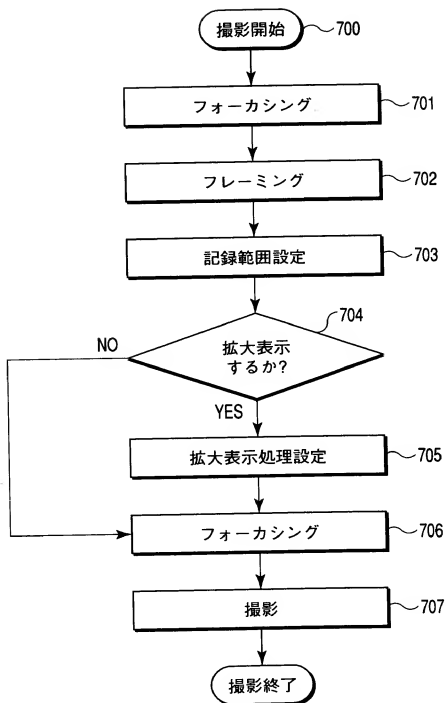 撮影開始
700
フォーカシング
701
フレーミング
702
記録範囲設定
703
704
拡大表示
するか?
NO
YES
拡大表示処理設定
705
フォーカシング
706
撮影
707
撮影終了